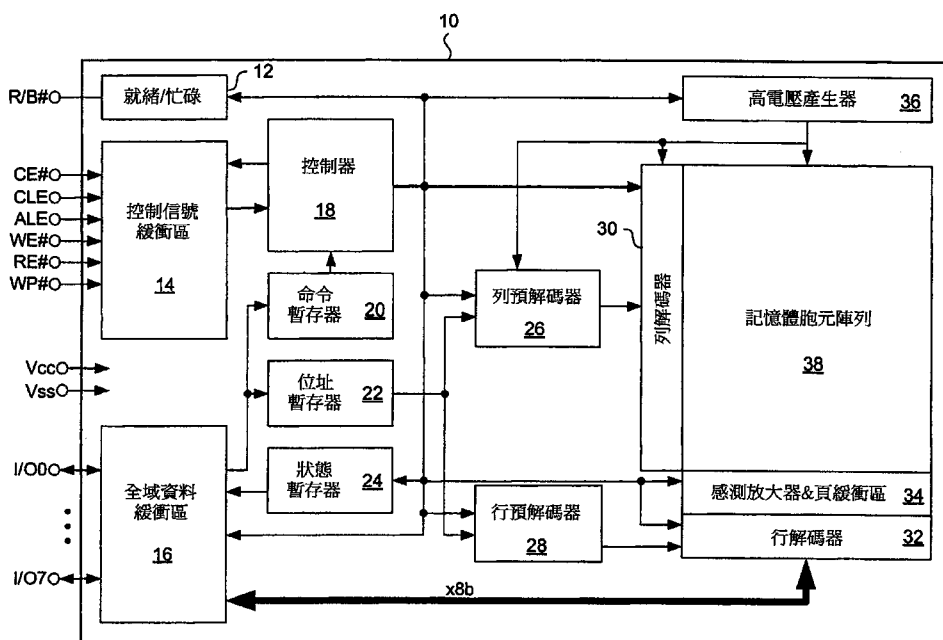 10
R/B#
就緒/忙碌
12
高電壓產生器
36
CE#
CLE
ALE
WE#
RE#
WP#
控制信號
緩衝區
14
控制器
18
30
列解碼器
記憶體胞元陣列
38
命令
暫存器
20
列預解碼器
26
Vcc
Vss
位址
暫存器
22
I/O0
I/O7
全域資料
緩衝區
16
狀態
暫存器
24
行預解碼器
28
感測放大器&頁緩衝區
34
行解碼器
32
x8b